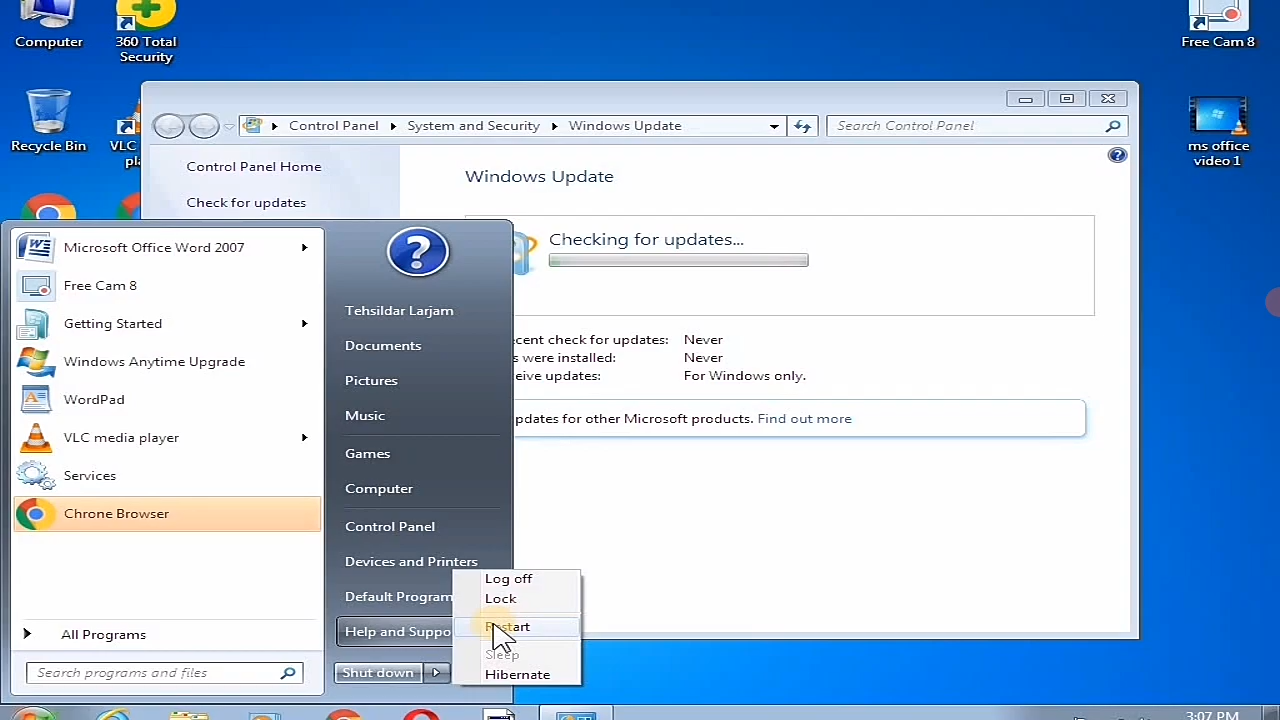 Computer
360 Total
Security
Free Cam 8
Recycle Bin
VLC
ms office
video 1
Control Panel
System and Security
Windows Update
Search Control Panel
Control Panel Home
Check for updates
Windows Update
Checking for updates...
ecent check for updates: Never
s were installed: Never
eive updates: For Windows only.
pdates for other Microsoft products. Find out more
Microsoft Office Word 2007
Free Cam 8
Getting Started
Windows Anytime Upgrade
WordPad
VLC media player
Services
Chrone Browser
All Programs
Search programs and files
Tehsildar Larjam
Documents
Pictures
Music
Games
Computer
Control Panel
Devices and Printers
Default Program
Help and Suppo
Shut down
Log off
Lock
Restart
Sleep
Hibernate
3:07 PM